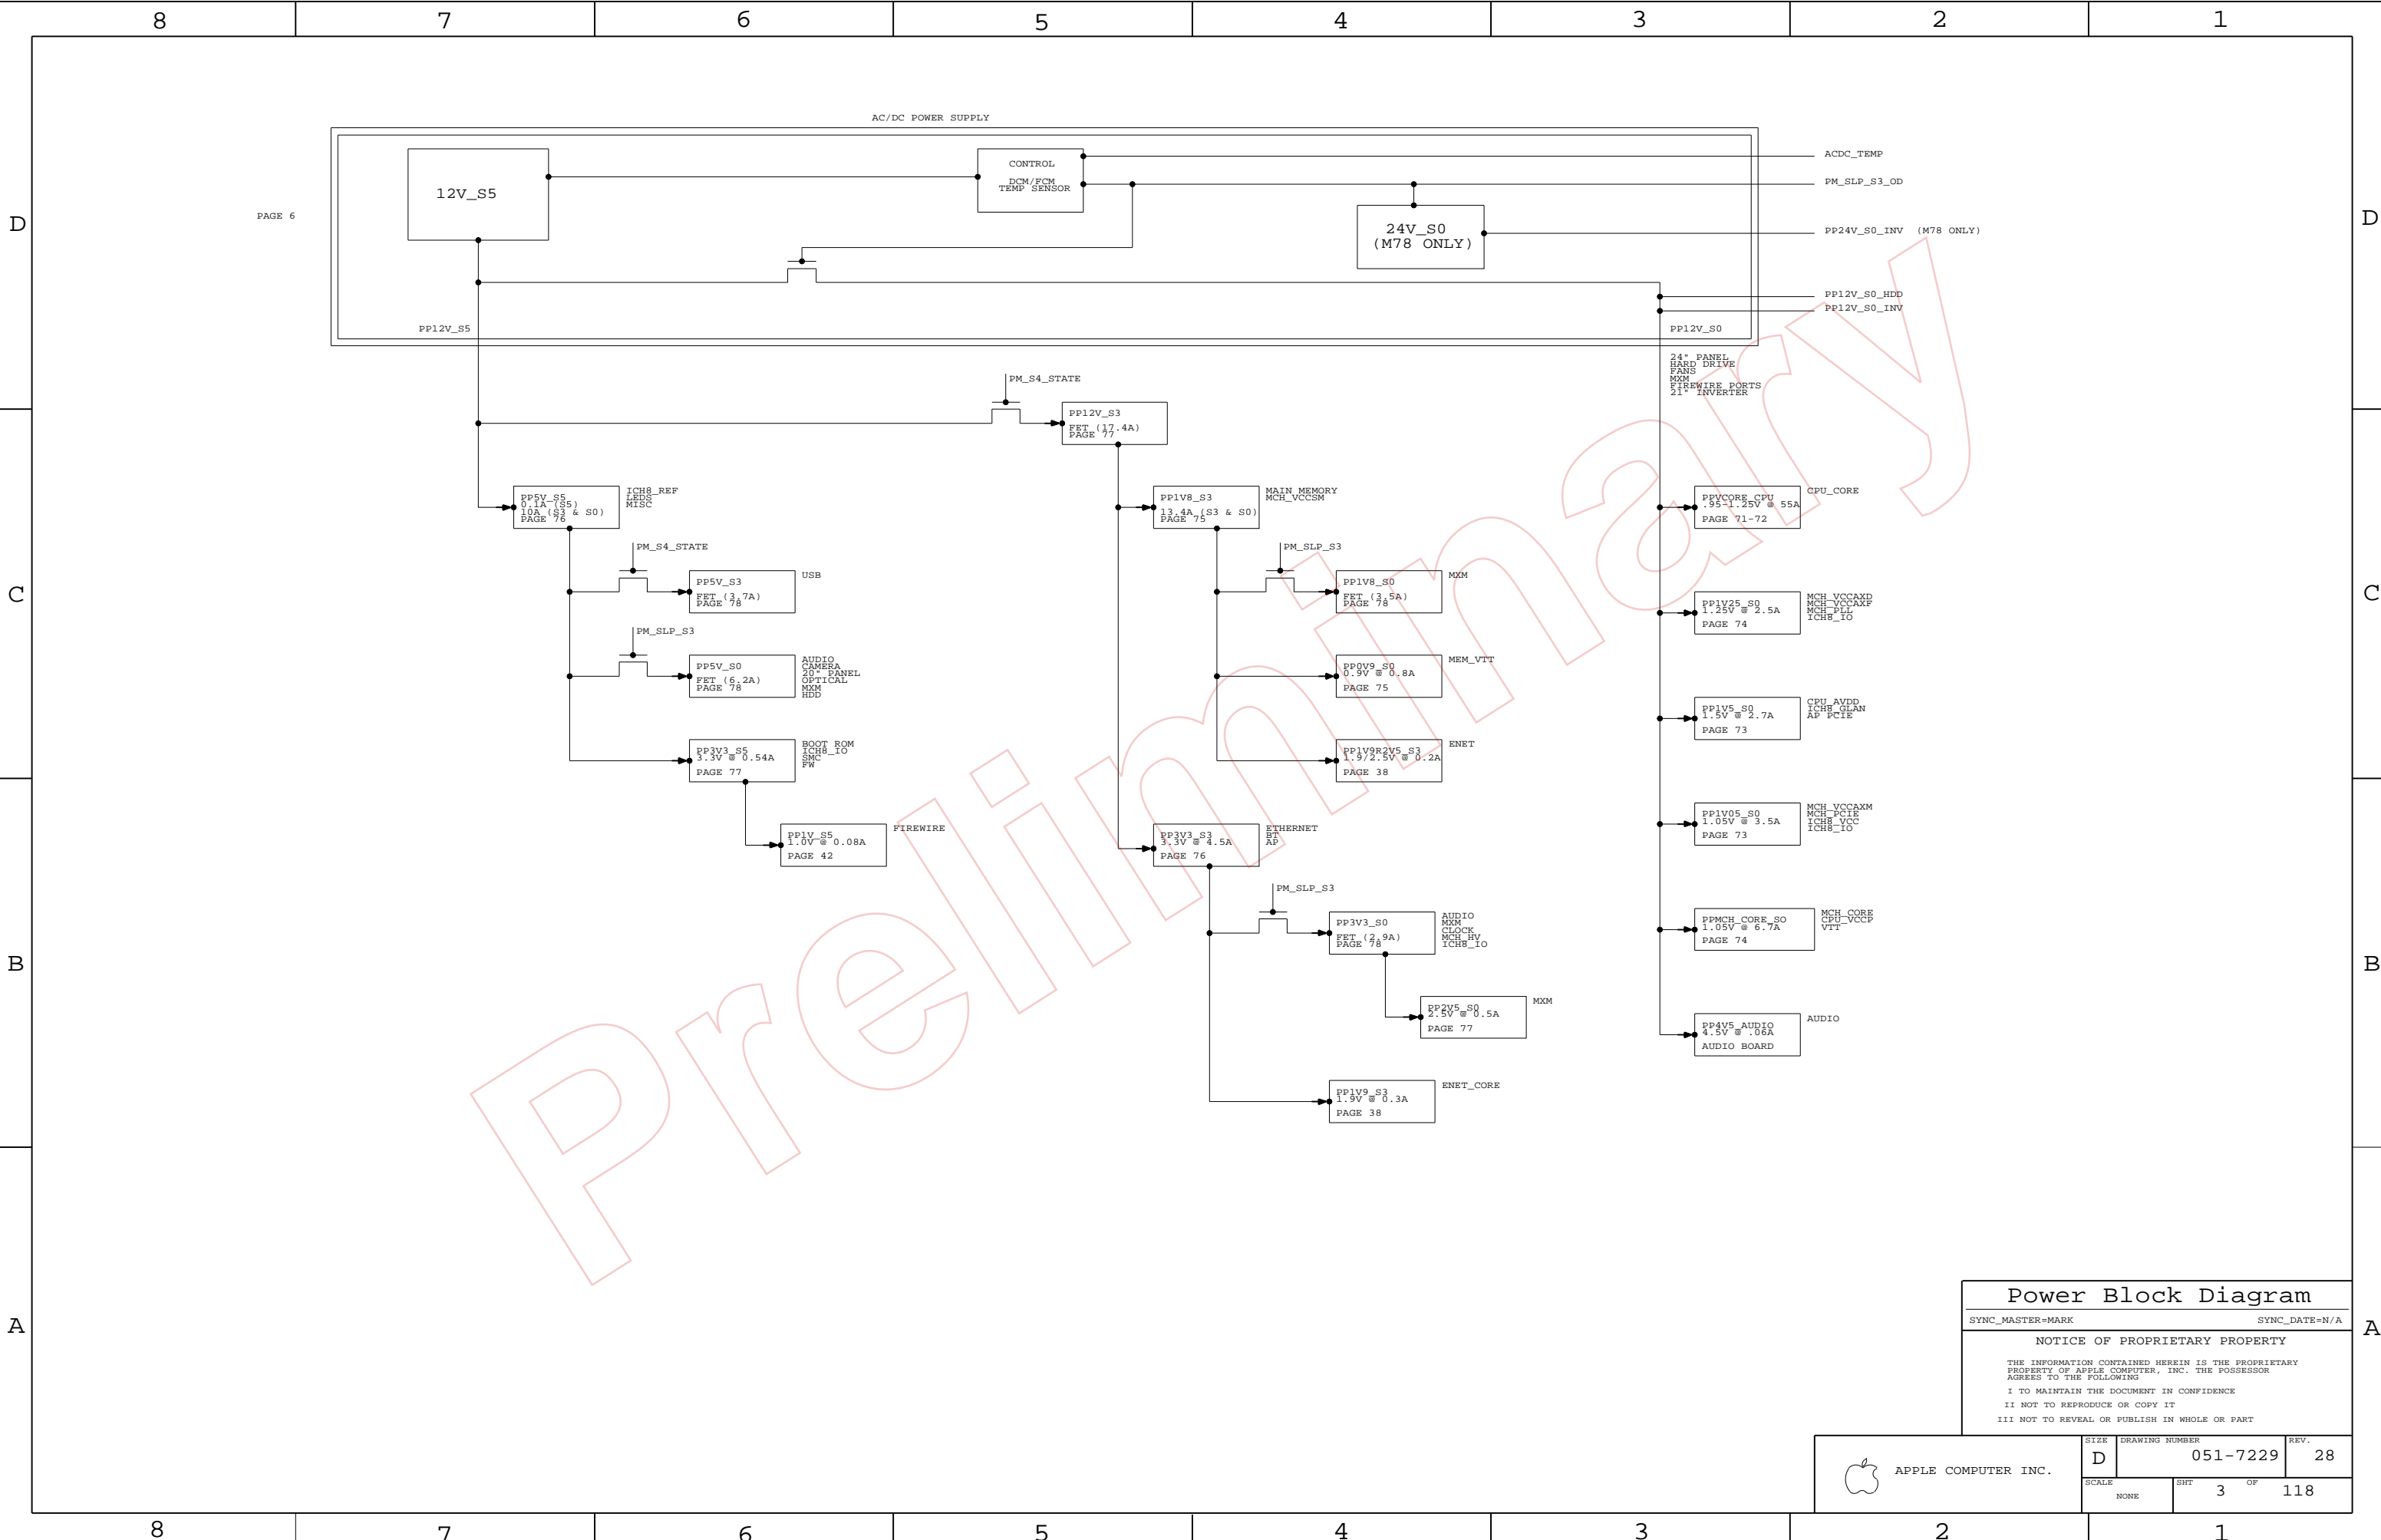 8 7 6 5 4 3 2 1
AC/DC POWER SUPPLY
12V_S5
CONTROL
DCM/FCM
TEMP SENSOR
ACDC_TEMP
PM_SLP_S3_OD
D
PAGE 6
24V_S0
(M78 ONLY)
PP24V_S0_INV (M78 ONLY)
D
PP12V_S0_HDD
PP12V_S0_INV
PP12V_S5
PP12V_S0
24" PANEL
HARD DRIVE
FANS
MXM
FIREWIRE PORTS
21" INVERTER
PM_S4_STATE
PP12V_S3
FET (17.4A)
PAGE 77
PP5V_S5
0.1A (S5)
10A (S3 & S0)
PAGE 76
ICH8_REF
LEDS
MISC
PP1V8_S3
13.4A (S3 & S0)
PAGE 75
MAIN MEMORY
MCH_VCCSM
PPVCORE_CPU
.95-1.25V @ 55A
PAGE 71-72
CPU_CORE
PM_S4_STATE
PP5V_S3
FET (3.7A)
PAGE 78
USB
PM_SLP_S3
PP1V8_S0
FET (3.5A)
PAGE 78
MXM
C
C
PP1V25_S0
1.25V @ 2.5A
PAGE 74
MCH_VCCAXD
MCH_VCCAXF
MCH_PLL
ICH8_IO
PM_SLP_S3
PP5V_S0
FET (6.2A)
PAGE 78
AUDIO
CAMERA
20" PANEL
OPTICAL
MXM
HDD
PP0V9_S0
0.9V @ 0.8A
PAGE 75
MEM_VTT
PP1V5_S0
1.5V @ 2.7A
PAGE 73
CPU_AVDD
ICH8_GLAN
AP PCIE
PP3V3_S5
3.3V @ 0.54A
PAGE 77
BOOT ROM
ICH8_IO
SMC
FW
PP1V9R2V5_S3
1.9/2.5V @ 0.2A
PAGE 38
ENET
PP1V_S5
1.0V @ 0.08A
PAGE 42
FIREWIRE
PP3V3_S3
3.3V @ 4.5A
PAGE 76
ETHERNET
BT
AP
PP1V05_S0
1.05V @ 3.5A
PAGE 73
MCH_VCCAXM
MCH_PCIE
ICH8_VCC
ICH8_IO
PM_SLP_S3
PP3V3_S0
FET (2.9A)
PAGE 78
AUDIO
MXM
CLOCK
MCH_HV
ICH8_IO
PPMCH_CORE_SO
1.05V @ 6.7A
PAGE 74
MCH_CORE
CPU_VCCP
VTT
B
B
PP2V5_S0
2.5V @ 0.5A
PAGE 77
MXM
PP4V5_AUDIO
4.5V @ .06A
AUDIO BOARD
AUDIO
PP1V9_S3
1.9V @ 0.3A
PAGE 38
ENET_CORE
Preliminary
A
A
Power Block Diagram
SYNC_MASTER=MARK SYNC_DATE=N/A
NOTICE OF PROPRIETARY PROPERTY
THE INFORMATION CONTAINED HEREIN IS THE PROPRIETARY
PROPERTY OF APPLE COMPUTER, INC. THE POSSESSOR
AGREES TO THE FOLLOWING
I TO MAINTAIN THE DOCUMENT IN CONFIDENCE
II NOT TO REPRODUCE OR COPY IT
III NOT TO REVEAL OR PUBLISH IN WHOLE OR PART
APPLE COMPUTER INC.
SIZE
D
DRAWING NUMBER
051-7229
REV.
28
SCALE
NONE
SHT
3
OF
118
8 7 6 5 4 3 2 1